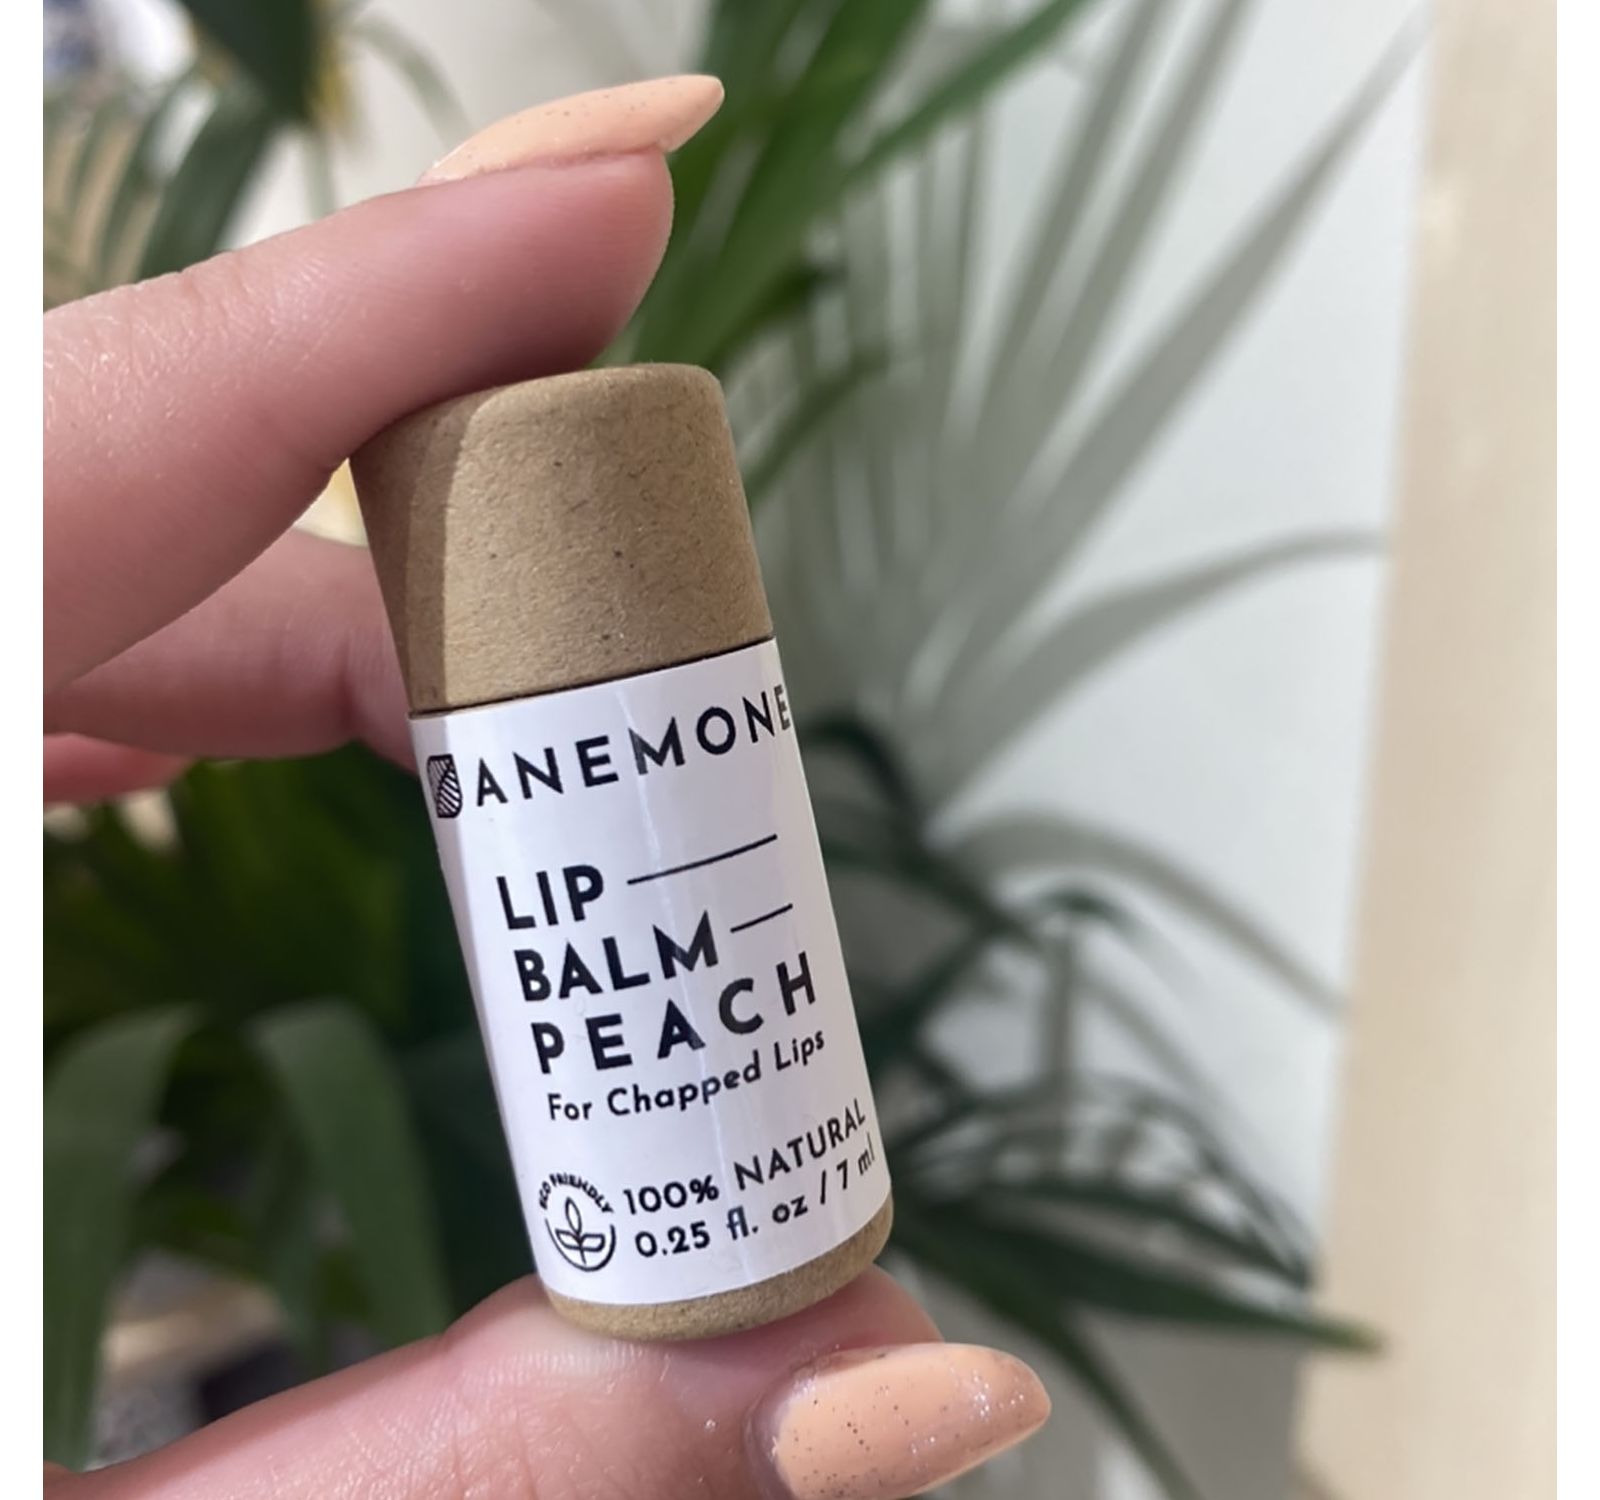 ANEMONE
LIP
BALM
PEACH
For Chapped Lips
ECO FRIENDLY
100% NATURAL
0.25 fl. oz / 7 ml